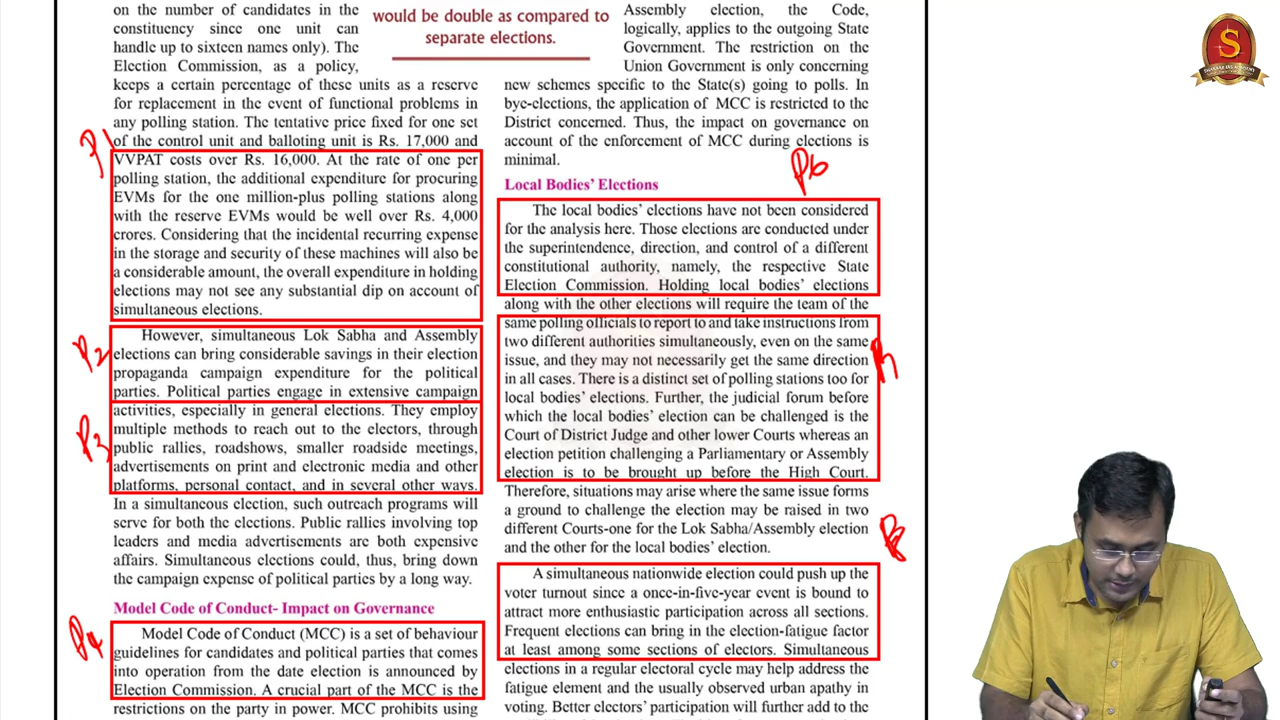 on the number of candidates in the
constituency since one unit can
handle up to sixteen names only). The
Election Commission, as a policy,
keeps a certain percentage of these units as a reserve
for replacement in the event of functional problems in
any polling station. The tentative price fixed for one set
of the control unit and balloting unit is Rs. 17,000 and
P1
VVPAT costs over Rs. 16,000. At the rate of one per
polling station, the additional expenditure for procuring
EVMs for the one million-plus polling stations along
with the reserve EVMs would be well over Rs. 4,000
crores. Considering that the incidental recurring expense
in the storage and security of these machines will also be
a considerable amount, the overall expenditure in holding
elections may not see any substantial dip on account of
simultaneous elections.
P2
However, simultaneous Lok Sabha and Assembly
elections can bring considerable savings in their election
propaganda campaign expenditure for the political
parties. Political parties engage in extensive campaign
P3
activities, especially in general elections. They employ
multiple methods to reach out to the electors, through
public rallies, roadshows, smaller roadside meetings,
advertisements on print and electronic media and other
platforms, personal contact, and in several other ways.
In a simultaneous election, such outreach programs will
serve for both the elections. Public rallies involving top
leaders and media advertisements are both expensive
affairs. Simultaneous elections could, thus, bring down
the campaign expense of political parties by a long way.
Model Code of Conduct- Impact on Governance
P4
Model Code of Conduct (MCC) is a set of behaviour
guidelines for candidates and political parties that comes
into operation from the date election is announced by
Election Commission. A crucial part of the MCC is the
restrictions on the party in power. MCC prohibits using
would be double as compared to
separate elections.
Assembly election, the Code,
logically, applies to the outgoing State
Government. The restriction on the
Union Government is only concerning
new schemes specific to the State(s) going to polls. In
bye-elections, the application of MCC is restricted to the
District concerned. Thus, the impact on governance on
account of the enforcement of MCC during elections is
minimal.
P6
Local Bodies' Elections
The local bodies' elections have not been considered
for the analysis here. Those elections are conducted under
the superintendence, direction, and control of a different
constitutional authority, namely, the respective State
Election Commission. Holding local bodies' elections
along with the other elections will require the team of the
same polling officials to report to and take instructions from
two different authorities simultaneously, even on the same
issue, and they may not necessarily get the same direction
in all cases. There is a distinct set of polling stations too for
local bodies' elections. Further, the judicial forum before
which the local bodies' election can be challenged is the
Court of District Judge and other lower Courts whereas an
election petition challenging a Parliamentary or Assembly
election is to be brought up before the High Court.
Therefore, situations may arise where the same issue forms
a ground to challenge the election may be raised in two
different Courts-one for the Lok Sabha/Assembly election
and the other for the local bodies' election.
A simultaneous nationwide election could push up the
voter turnout since a once-in-five-year event is bound to
attract more enthusiastic participation across all sections.
Frequent elections can bring in the election-fatigue factor
at least among some sections of electors. Simultaneous
elections in a regular electoral cycle may help address the
fatigue element and the usually observed urban apathy in
voting. Better electors' participation will further add to the
S